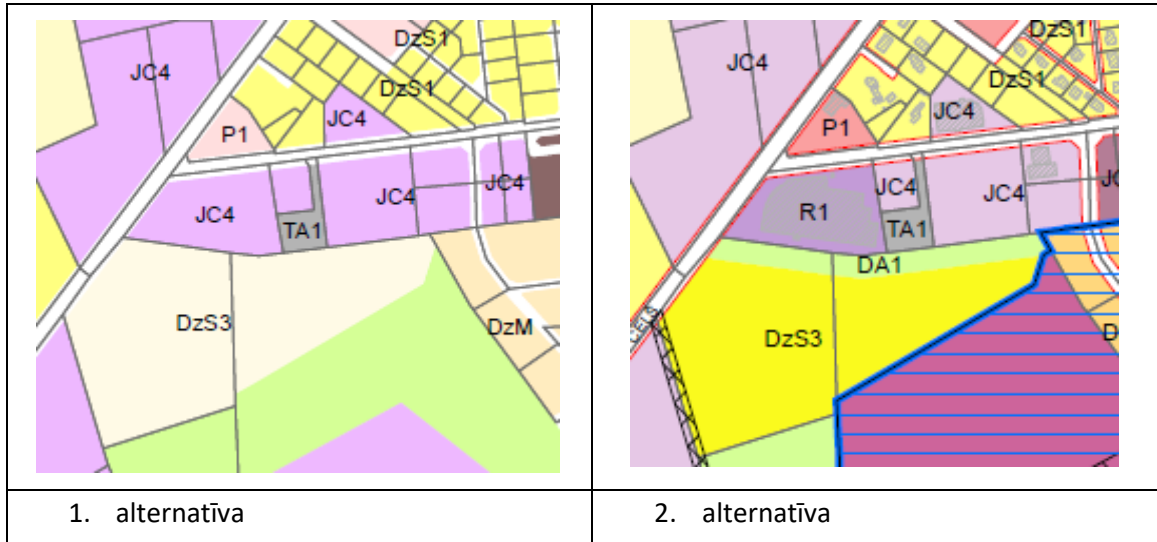 DzS1
JC4
DzS1
P1
JC4
JC4
JC4
JC4
TA1
DzS3
DzM
DzS1
JC4
DzS1
P1
JC4
JC4
R1
JC4
TA1
DA1
DzS3
1. alternatīva
2. alternatīva